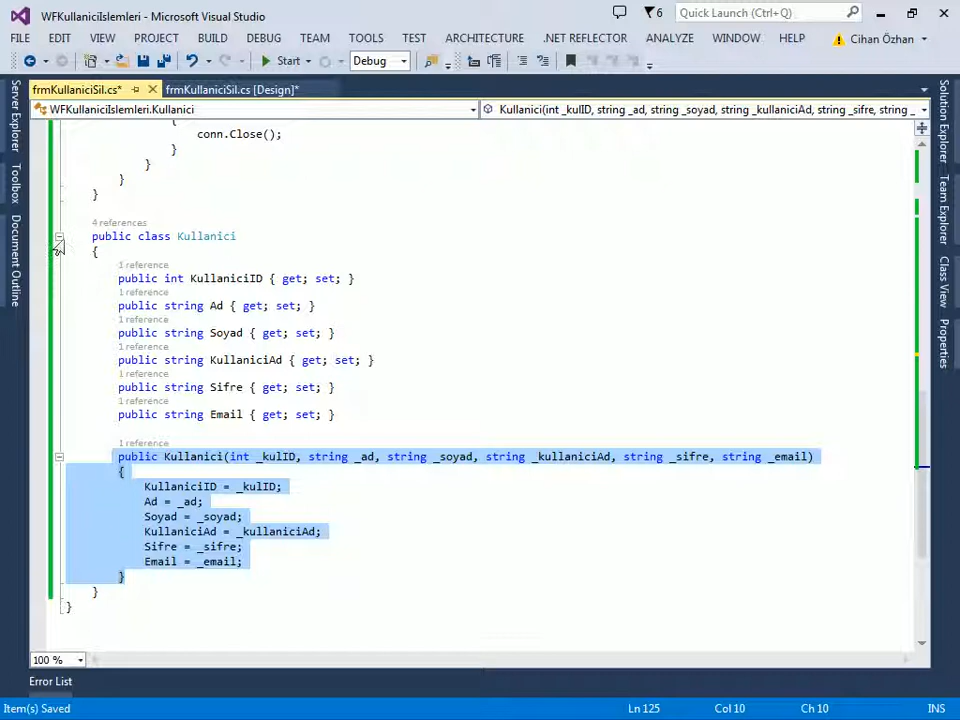 WFKullaniciIslemleri - Microsoft Visual Studio
6
Quick Launch (Ctrl+Q)
FILE EDIT VIEW PROJECT BUILD DEBUG TEAM TOOLS TEST ARCHITECTURE .NET REFLECTOR ANALYZE WINDOW HELP Cihan Özhan
Start Debug
frmKullaniciSil.cs* frmKullaniciSil.cs [Design]*
WFKullaniciIslemleri.Kullanici Kullanici(int _kulID, string _ad, string _soyad, string _kullaniciAd, string _sifre, string _
Server Explorer
Toolbox
Document Outline
{
conn.Close();
}
}
}
}
4 references
public class Kullanici
{
1 reference
public int KullaniciID { get; set; }
1 reference
public string Ad { get; set; }
1 reference
public string Soyad { get; set; }
1 reference
public string KullaniciAd { get; set; }
1 reference
public string Sifre { get; set; }
1 reference
public string Email { get; set; }
1 reference
public Kullanici(int _kulID, string _ad, string _soyad, string _kullaniciAd, string _sifre, string _email)
{
KullaniciID = _kulID;
Ad = _ad;
Soyad = _soyad;
KullaniciAd = _kullaniciAd;
Sifre = _sifre;
Email = _email;
}
}
}
Solution Explorer
Team Explorer
Class View
Properties
100 %
Error List
Item(s) Saved Ln 125 Col 10 Ch 10 INS